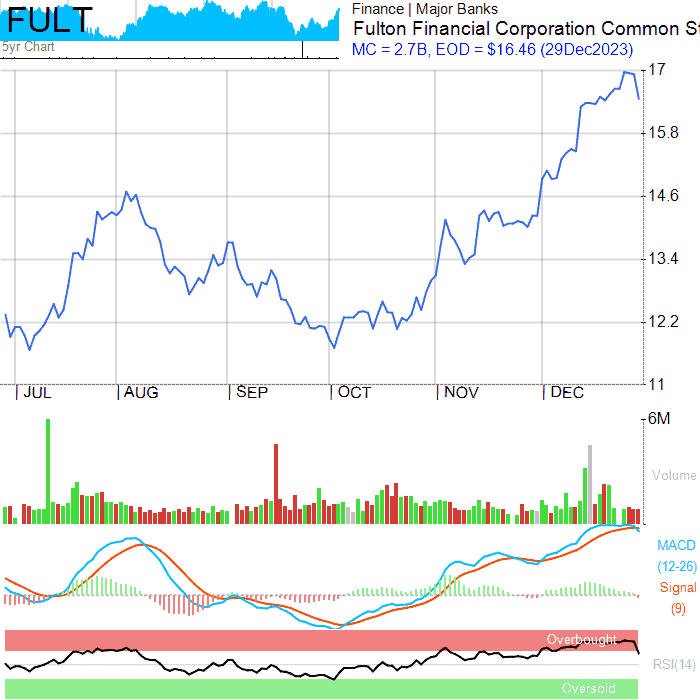 FULT
5yr Chart
Finance | Major Banks
Fulton Financial Corporation Common St
MC = 2.7B, EOD = $16.46 (29Dec2023)
17
15.8
14.6
13.4
12.2
11
JUL AUG SEP OCT NOV DEC
6M
Volume
MACD
(12-26)
Signal
(9)
Overbought
RSI(14)
Oversold